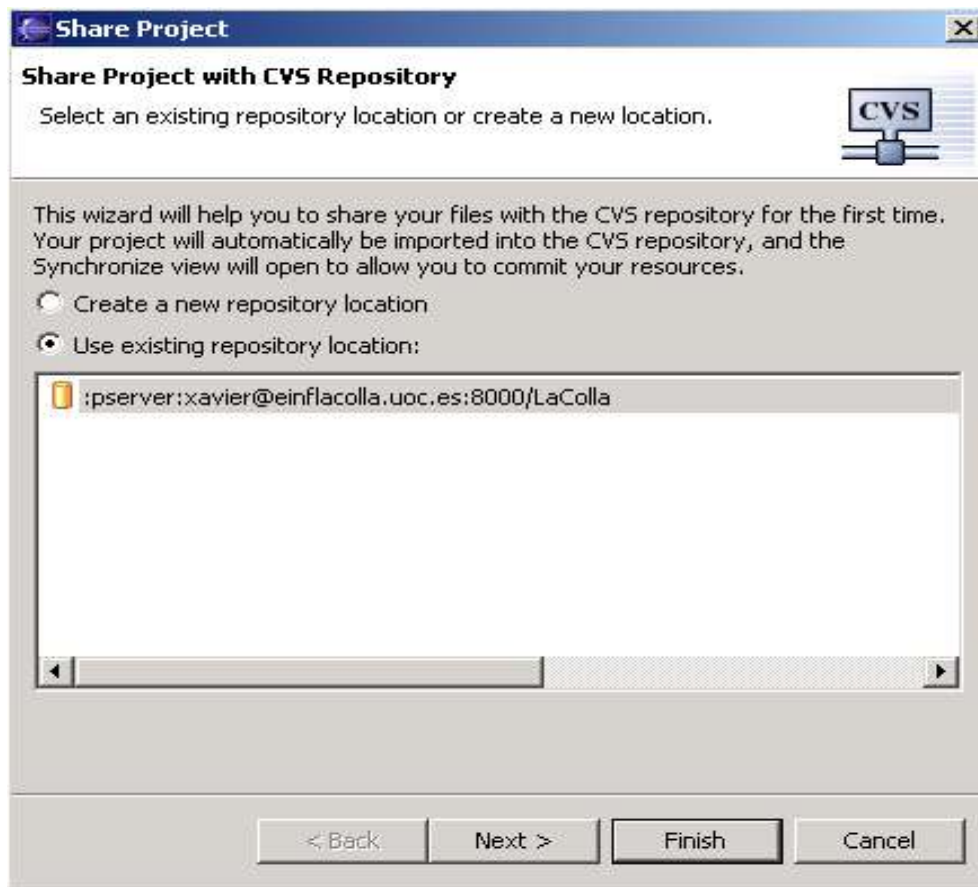 Share Project
Share Project with CVS Repository
Select an existing repository location or create a new location.
CVS
This wizard will help you to share your files with the CVS repository for the first time.
Your project will automatically be imported into the CVS repository, and the
Synchronize view will open to allow you to commit your resources.
Create a new repository location
Use existing repository location:
:pserver:xavier@einflacolla.uoc.es:8000/LaColla
< Back
Next >
Finish
Cancel